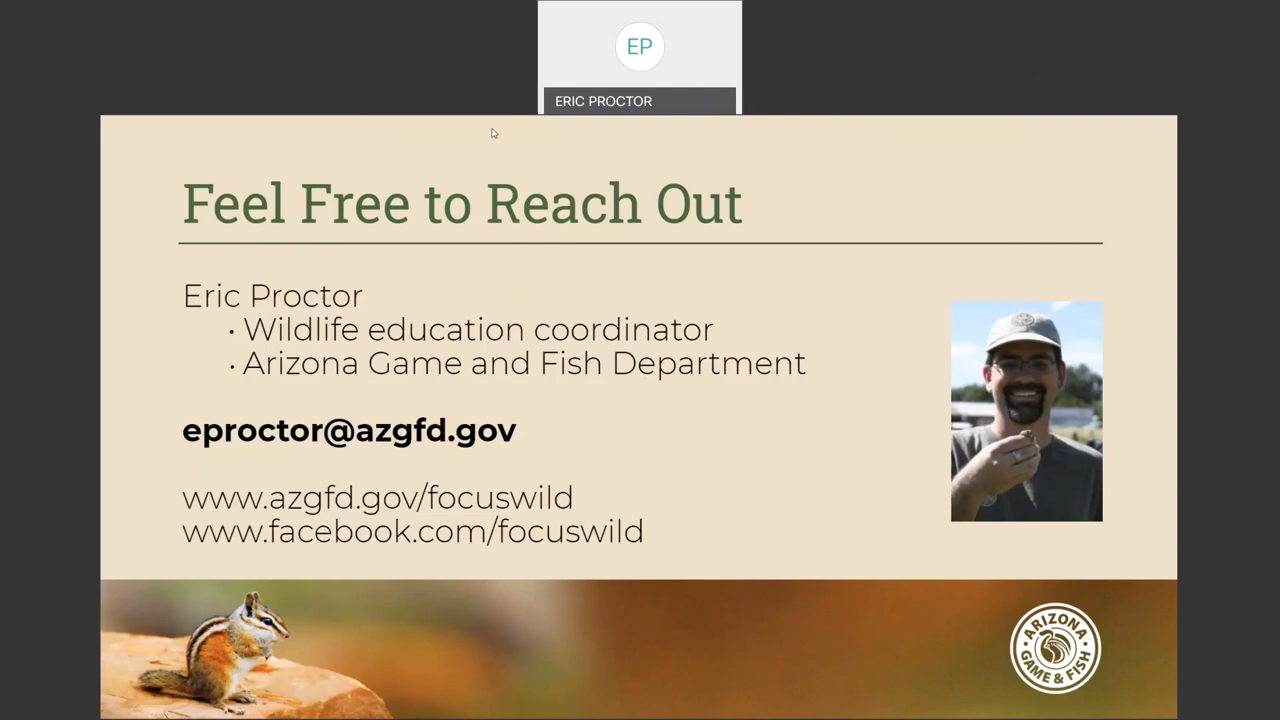 EP
ERIC PROCTOR
Feel Free to Reach Out
Eric Proctor
• Wildlife education coordinator
• Arizona Game and Fish Department
eproctor@azgfd.gov
www.azgfd.gov/focuswild
www.facebook.com/focuswild
ARIZONA
GAME & FISH